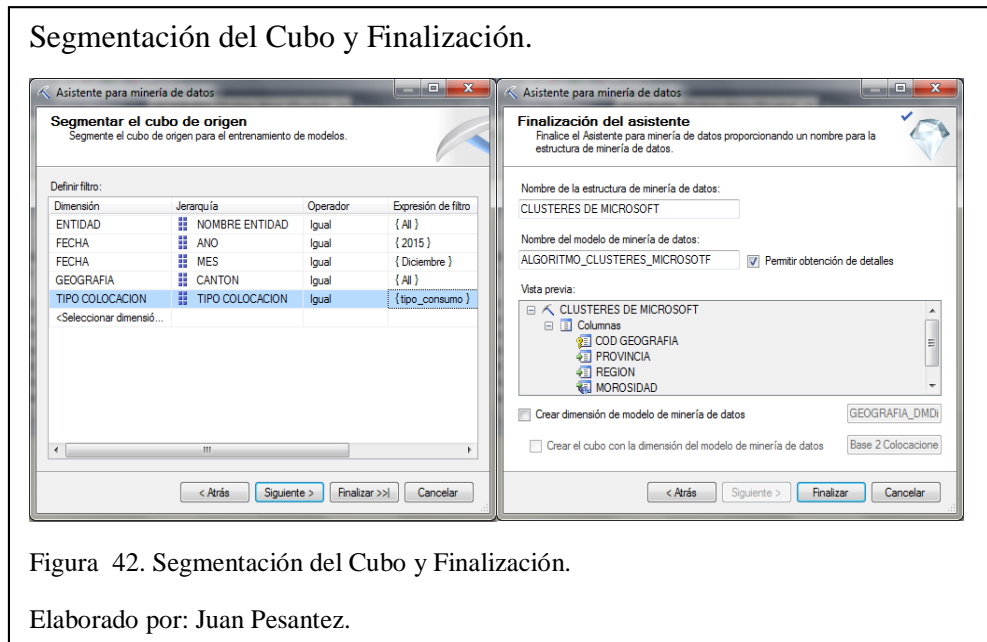 Segmentación del Cubo y Finalización.
Asistente para minería de datos
Segmentar el cubo de origen
Segmente el cubo de origen para el entrenamiento de modelos.
Definir filtro:
Dimensión Jerarquía Operador Expresión de filtro
ENTIDAD NOMBRE ENTIDAD Igual { All }
FECHA ANO Igual { 2015 }
FECHA MES Igual { Diciembre }
GEOGRAFIA CANTON Igual { All }
TIPO COLOCACION TIPO COLOCACION Igual { tipo_consumo }
<Seleccionar dimensió...
< Atrás Siguiente > Finalizar >>| Cancelar
Asistente para minería de datos
Finalización del asistente
Finalice el Asistente para minería de datos proporcionando un nombre para la
estructura de minería de datos.
Nombre de la estructura de minería de datos:
CLUSTERES DE MICROSOFT
Nombre del modelo de minería de datos:
ALGORITMO_CLUSTERES_MICROSOTF Permitir obtención de detalles
Vista previa:
CLUSTERES DE MICROSOFT
Columnas
COD GEOGRAFIA
PROVINCIA
REGION
MOROSIDAD
Crear dimensión de modelo de minería de datos GEOGRAFIA_DMDi
Crear el cubo con la dimensión del modelo de minería de datos Base 2 Colocacione
< Atrás Siguiente > Finalizar Cancelar
Figura 42. Segmentación del Cubo y Finalización.
Elaborado por: Juan Pesantez.